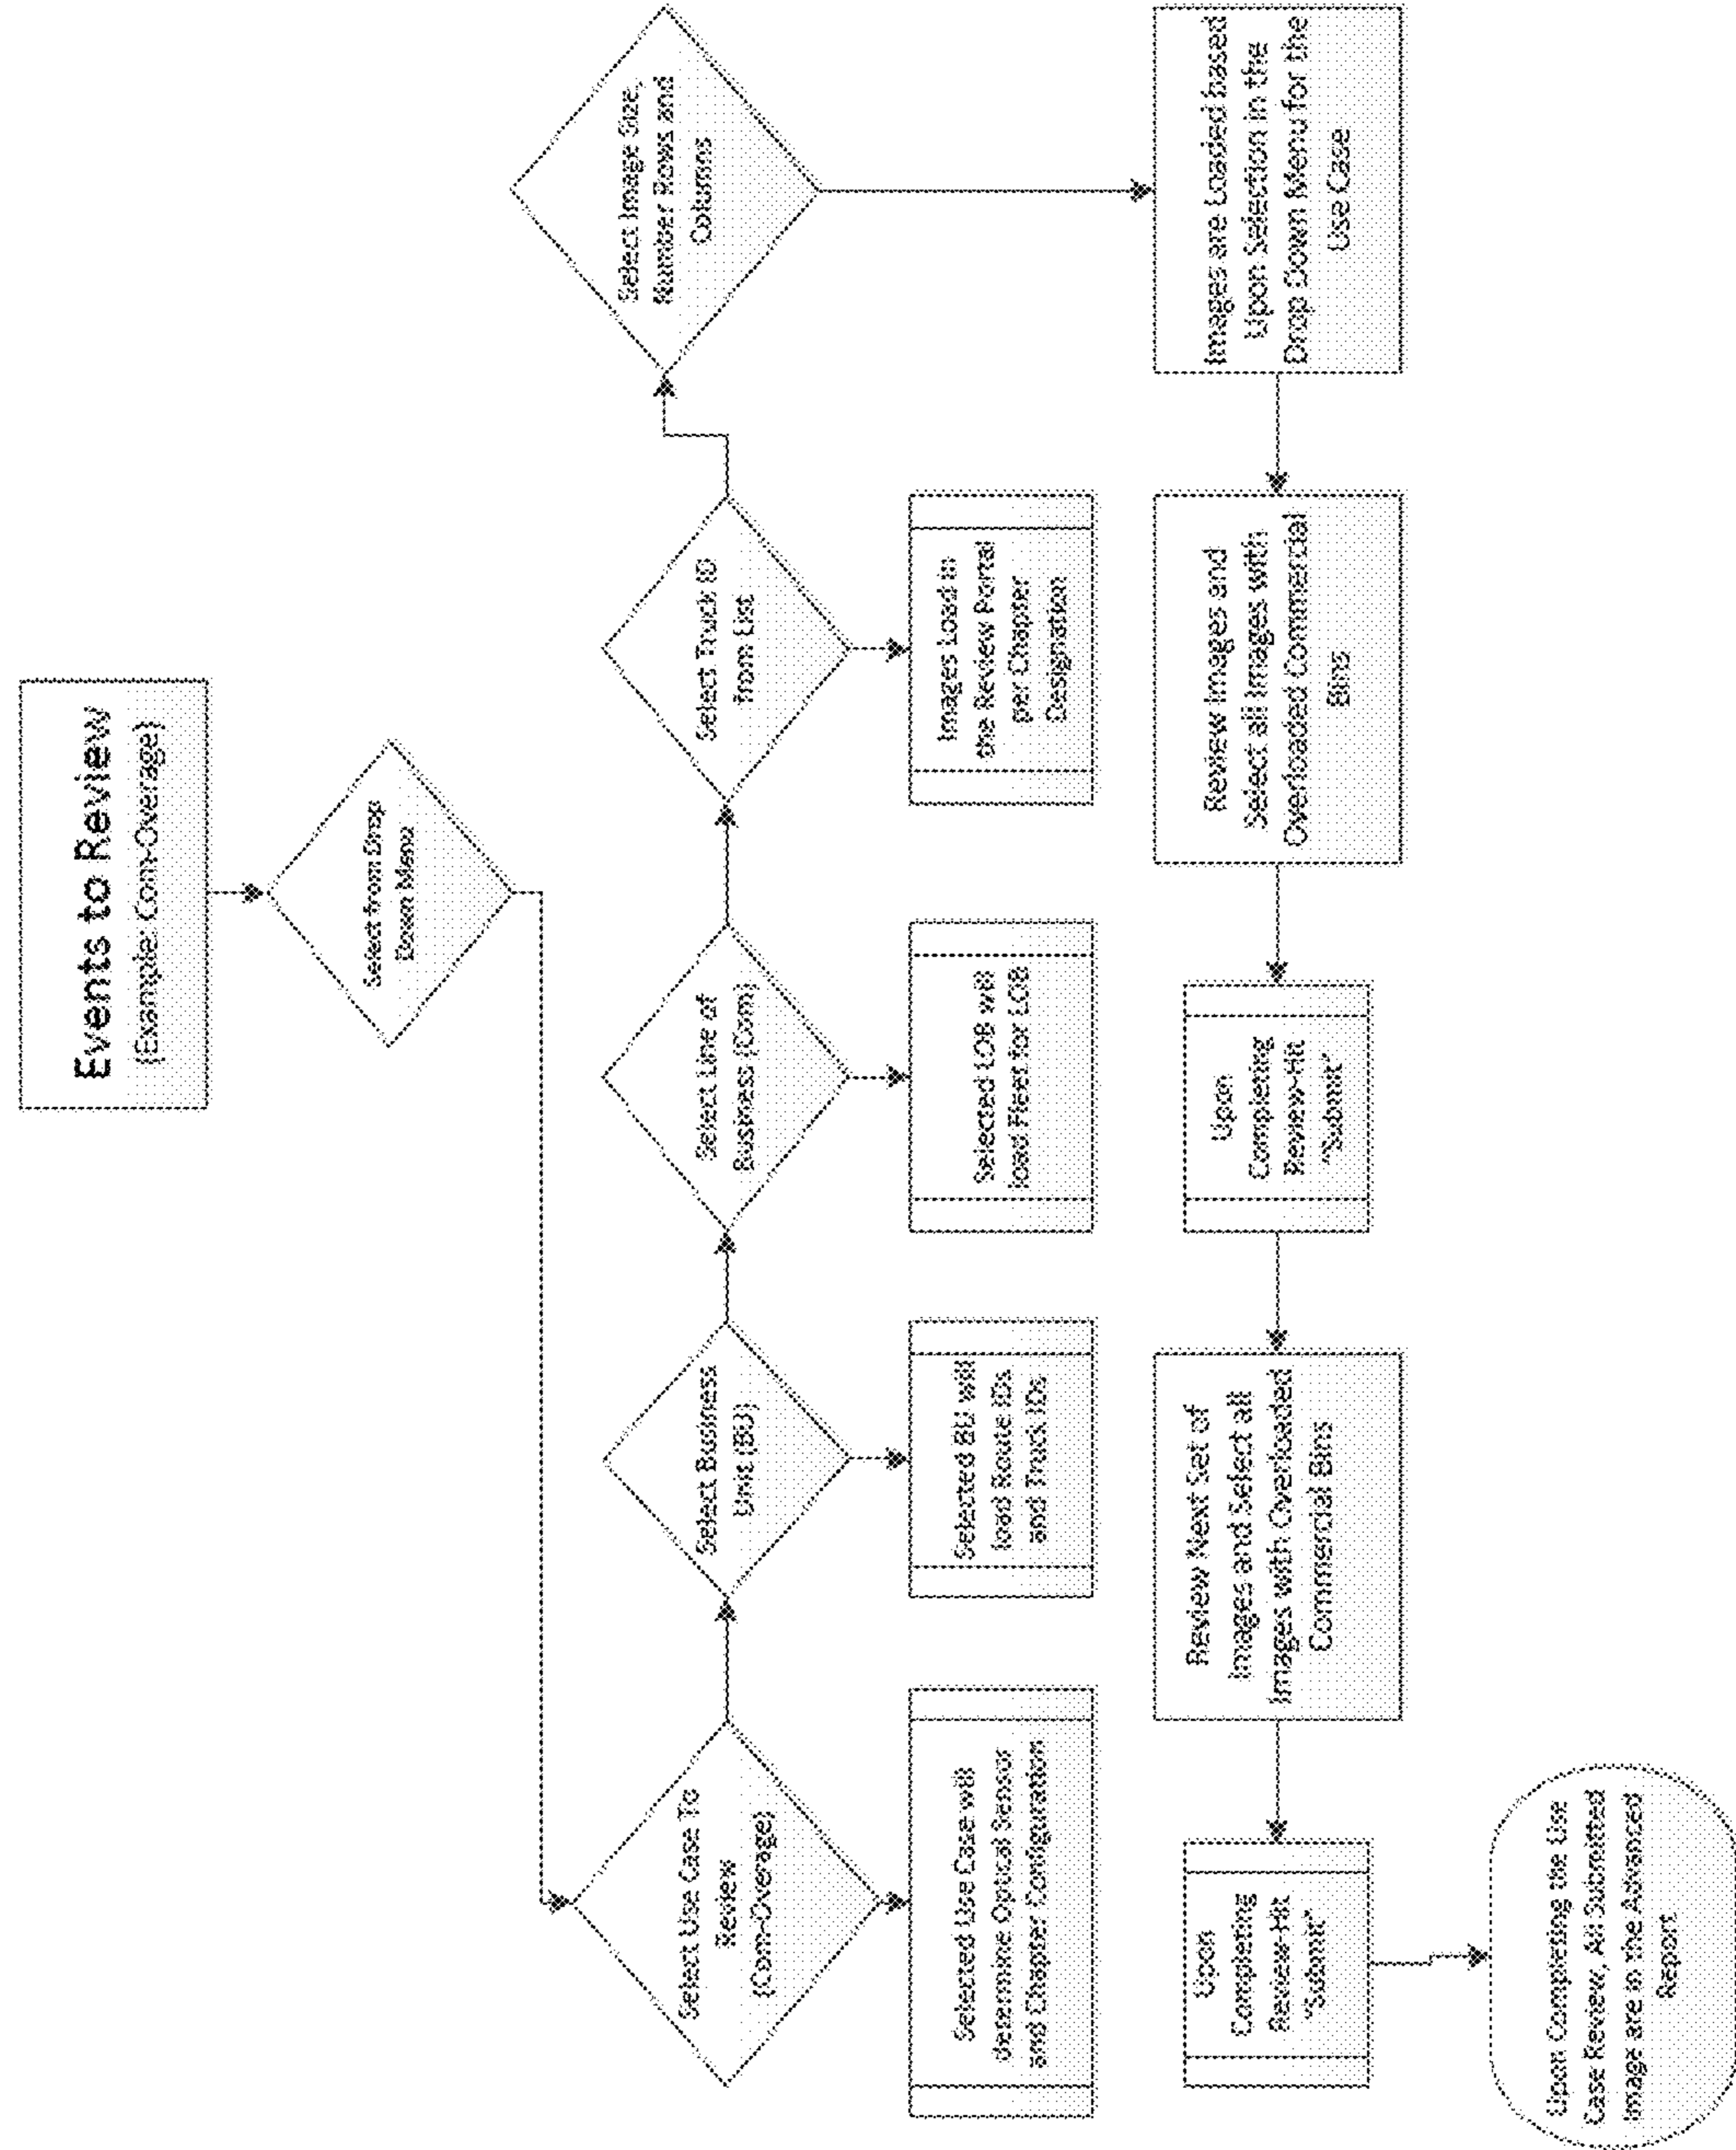 Events to Review
(Example: Com-Overage)
Select from Drop
Down Menu
Select Use Case To
Review
(Com-Overage)
Select Business
Unit (BU)
Select Line of
Business (Com)
Select Truck ID
from List
Select Image Size,
Number Rows and
Columns
Selected Use Case will
determine Optical Sensor
and Chapter Configuration
Selected BU will
load Route IDs
and Truck IDs
Selected LOB will
load Fleet for LOB
Images Load in
the Review Portal
per Chapter
Designation
Images are Loaded based
Upon Selection in the
Drop Down Menu for the
Use Case
Review Images and
Select all Images with
Overloaded Commercial
Bins
Upon
Completing
Review-Hit
"Submit"
Review Next Set of
Images and Select all
Images with Overloaded
Commercial Bins
Upon
Completing
Review-Hit
"Submit"
Upon Completing the Use
Case Review, All Submitted
Image are in the Advanced
Report